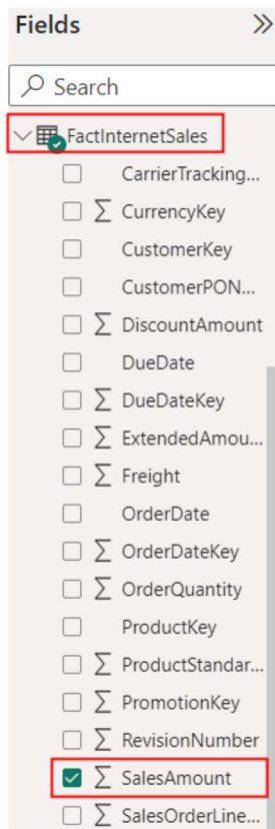 Fields
Search
FactInternetSales
CarrierTracking...
∑ CurrencyKey
CustomerKey
CustomerPON...
∑ DiscountAmount
DueDate
∑ DueDateKey
∑ ExtendedAmou...
∑ Freight
OrderDate
∑ OrderDateKey
∑ OrderQuantity
ProductKey
∑ ProductStandar...
∑ PromotionKey
∑ RevisionNumber
∑ SalesAmount
∑ SalesOrderLine...